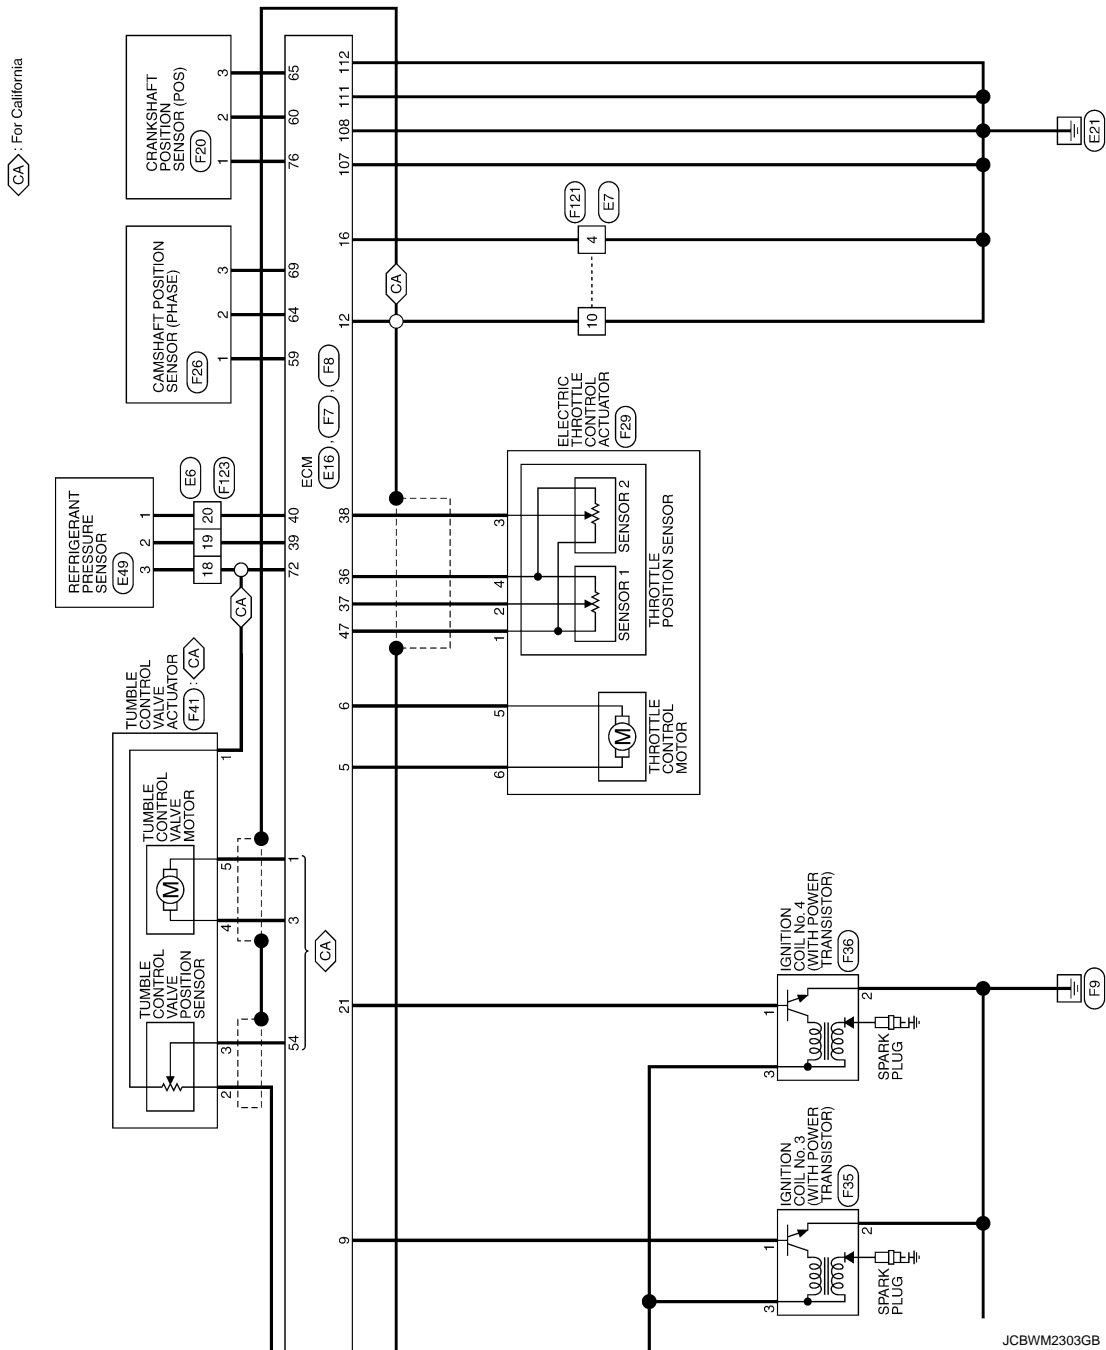 CA : For California
CRANKSHAFT
POSITION
SENSOR (POS)
F20
3
2
1
65
60
76
CAMSHAFT POSITION
SENSOR (PHASE)
F26
3
2
1
69
64
59
REFRIGERANT
PRESSURE
SENSOR
E49
1
2
3
E6
F123
20
19
18
40
39
72
CA
TUMBLE
CONTROL
VALVE
ACTUATOR
F41 : CA
1
TUMBLE
CONTROL
VALVE
MOTOR
M
5
4
1
3
TUMBLE
CONTROL
VALVE
POSITION
SENSOR
3
2
54
CA
ECM
E16 , F7 , F8
112
111
108
107
16
12
38
36
37
47
6
5
21
9
CA
F121
E7
4
10
E21
ELECTRIC
THROTTLE
CONTROL
ACTUATOR
F29
3
4
2
1
5
6
SENSOR 2
SENSOR 1
THROTTLE
POSITION SENSOR
M
THROTTLE
CONTROL
MOTOR
IGNITION
COIL No. 4
(WITH POWER
TRANSISTOR)
F36
1
2
3
SPARK
PLUG
F9
IGNITION
COIL No. 3
(WITH POWER
TRANSISTOR)
F35
1
2
3
SPARK
PLUG
JCBWM2303GB